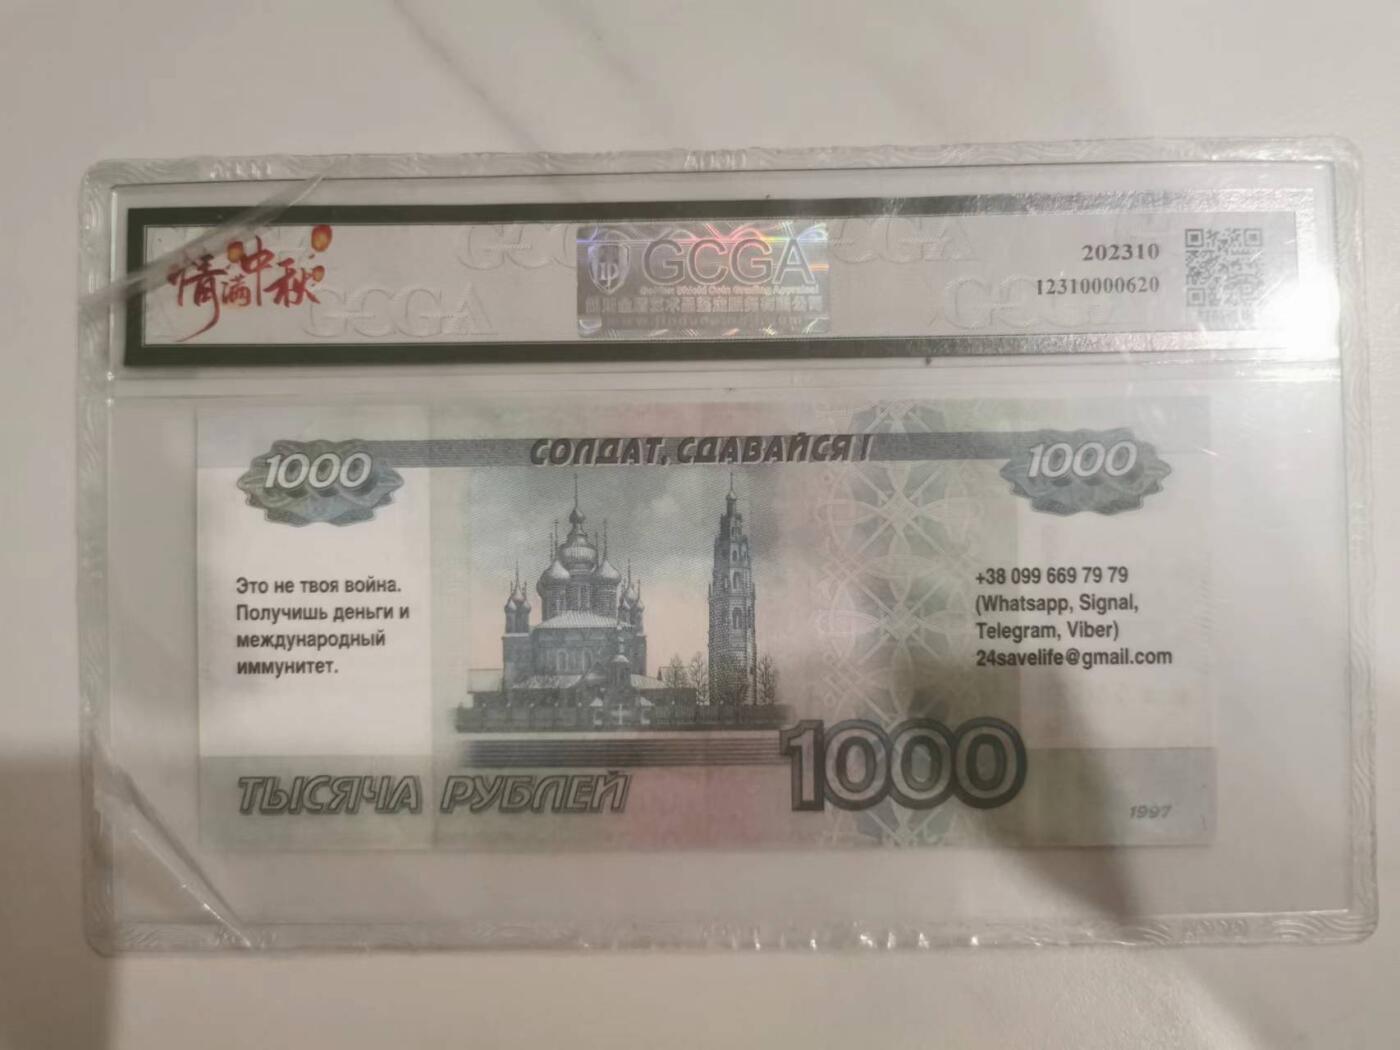 情满中秋
GCGA
202310
12310000620
1000
СОЛДАТ, СДАВАЙСЯ!
1000
Это не твоя война.
Получишь деньги и
международный
иммунитет.
+38 099 669 79 79
(Whatsapp, Signal,
Telegram, Viber)
24savelife@gmail.com
ТЫСЯЧА РУБЛЕЙ
1000
1997